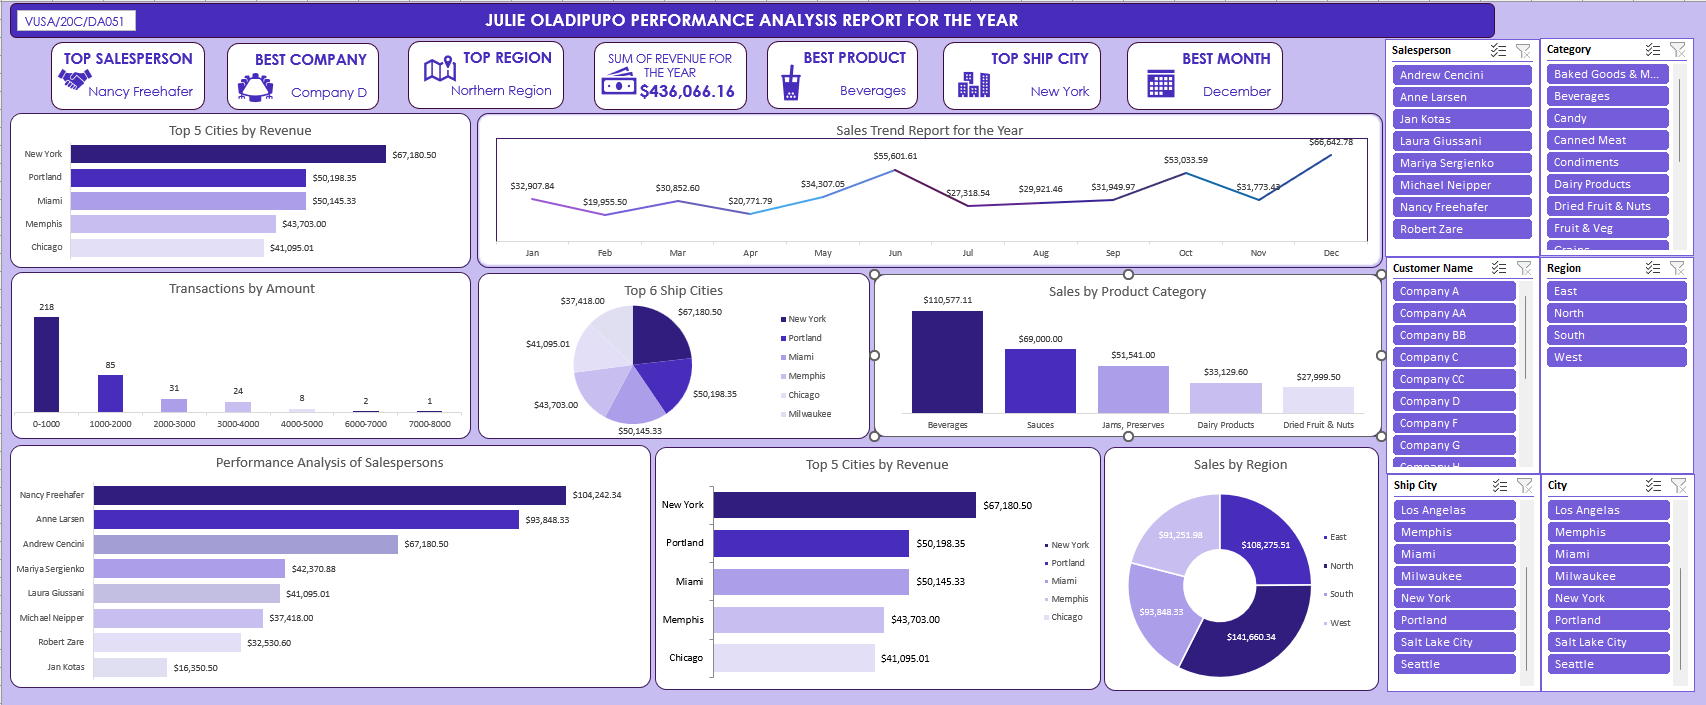 VUSA/20C/DA051
JULIE OLADIPUPO PERFORMANCE ANALYSIS REPORT FOR THE YEAR
TOP SALESPERSON
Nancy Freehafer
BEST COMPANY
Company D
TOP REGION
Northern Region
SUM OF REVENUE FOR
THE YEAR
$436,066.16
BEST PRODUCT
Beverages
TOP SHIP CITY
New York
BEST MONTH
December
Top 5 Cities by Revenue
New York $67,180.50
Portland $50,198.35
Miami $50,145.33
Memphis $43,703.00
Chicago $41,095.01
Sales Trend Report for the Year
$32,907.84
$19,955.50
$30,852.60
$20,771.79
$34,307.05
$55,601.61
$27,318.54
$29,921.46
$31,949.97
$53,033.59
$31,773.43
$66,642.78
Jan Feb Mar Apr May Jun Jul Aug Sep Oct Nov Dec
Transactions by Amount
218
85
31
24
8
2
1
0-1000 1000-2000 2000-3000 3000-4000 4000-5000 6000-7000 7000-8000
Top 6 Ship Cities
$67,180.50
$50,198.35
$50,145.33
$43,703.00
$41,095.01
$37,418.00
New York
Portland
Miami
Memphis
Chicago
Milwaukee
Sales by Product Category
$110,577.11
$69,000.00
$51,541.00
$33,129.60
$27,999.50
Beverages Sauces Jams, Preserves Dairy Products Dried Fruit & Nuts
Performance Analysis of Salespersons
Nancy Freehafer $104,242.34
Anne Larsen $93,848.33
Andrew Cencini $67,180.50
Mariya Sergienko $42,370.88
Laura Giussani $41,095.01
Michael Neipper $37,418.00
Robert Zare $32,530.60
Jan Kotas $16,350.50
Top 5 Cities by Revenue
New York $67,180.50
Portland $50,198.35
Miami $50,145.33
Memphis $43,703.00
Chicago $41,095.01
New York
Portland
Miami
Memphis
Chicago
Sales by Region
$108,275.51
$141,660.34
$93,848.33
$91,251.98
East
North
South
West
Salesperson
Andrew Cencini
Anne Larsen
Jan Kotas
Laura Giussani
Mariya Sergienko
Michael Neipper
Nancy Freehafer
Robert Zare
Category
Baked Goods & M...
Beverages
Candy
Canned Meat
Condiments
Dairy Products
Dried Fruit & Nuts
Fruit & Veg
Grains
Customer Name
Company A
Company AA
Company BB
Company C
Company CC
Company D
Company F
Company G
Company H
Region
East
North
South
West
Ship City
Los Angelas
Memphis
Miami
Milwaukee
New York
Portland
Salt Lake City
Seattle
City
Los Angelas
Memphis
Miami
Milwaukee
New York
Portland
Salt Lake City
Seattle